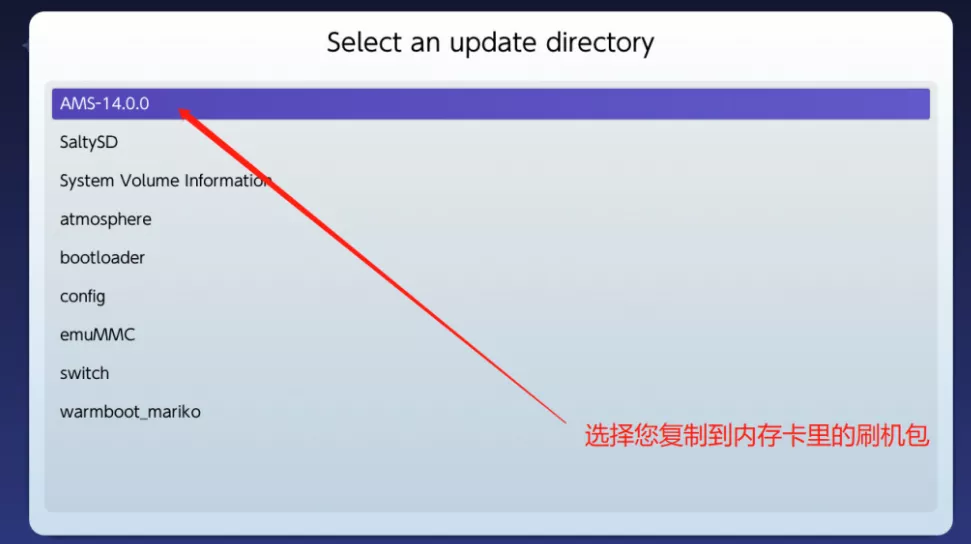 Select an update directory
AMS-14.0.0
SaltySD
System Volume Information
atmosphere
bootloader
config
emuMMC
switch
warmboot_mariko
选择您复制到内存卡里的刷机包